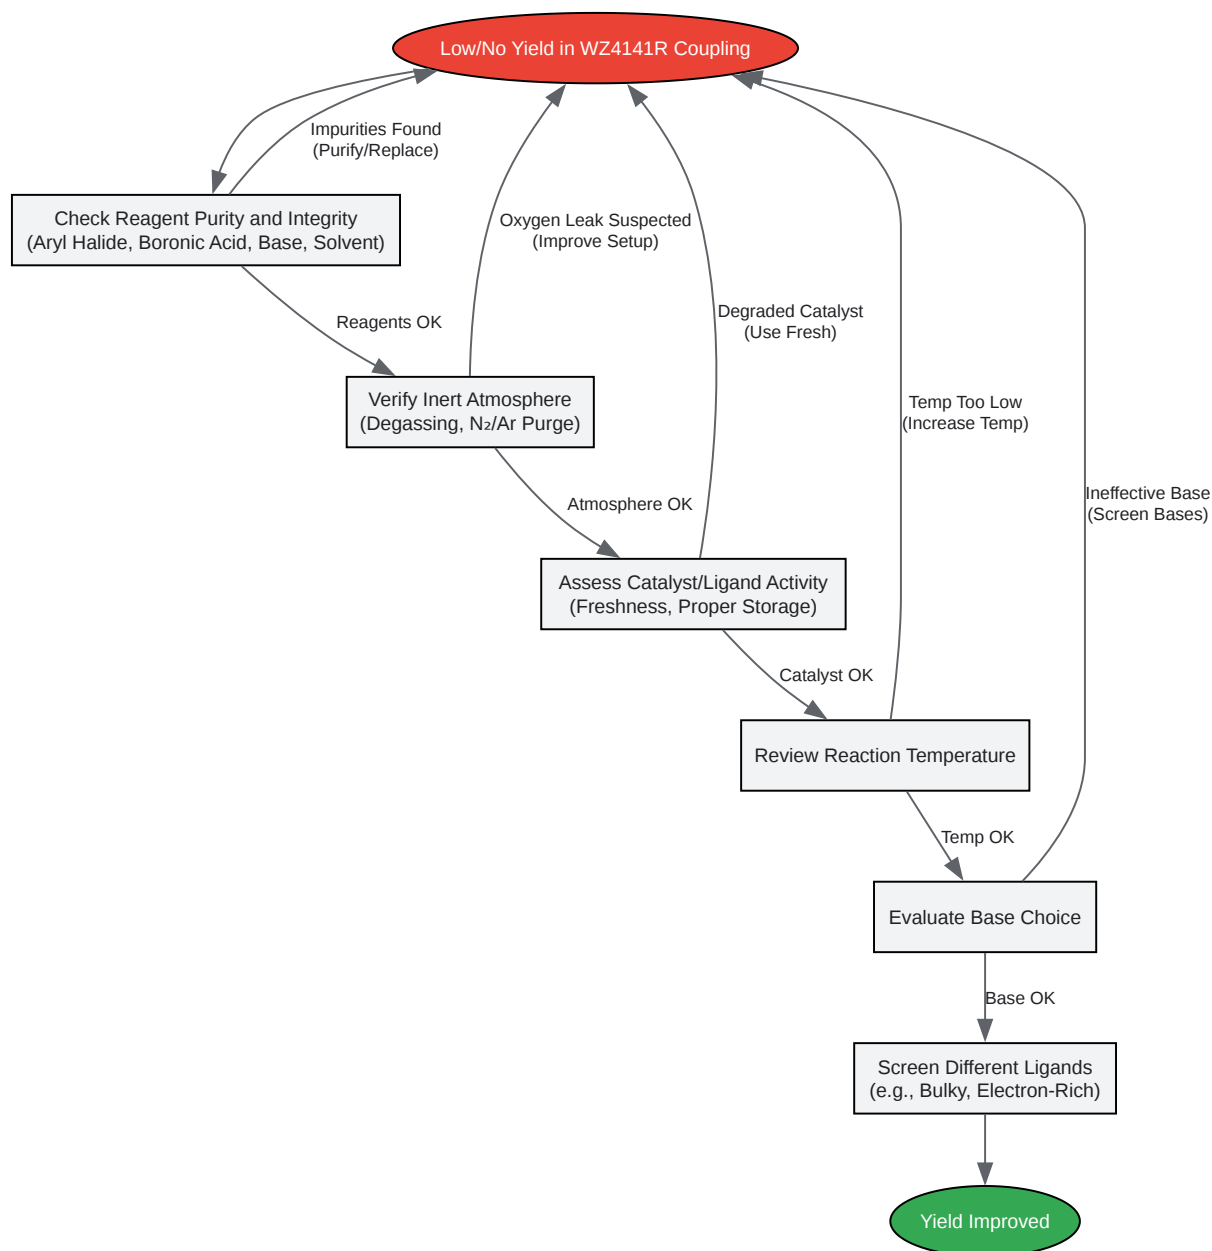 Low/No Yield in WZ4141R Coupling
Impurities Found
(Purify/Replace)
Check Reagent Purity and Integrity
(Aryl Halide, Boronic Acid, Base, Solvent)
Oxygen Leak Suspected
(Improve Setup)
Degraded Catalyst
(Use Fresh)
Reagents OK
Verify Inert Atmosphere
(Degassing, N₂/Ar Purge)
Temp Too Low
(Increase Temp)
Ineffective Base
(Screen Bases)
Atmosphere OK
Assess Catalyst/Ligand Activity
(Freshness, Proper Storage)
Catalyst OK
Review Reaction Temperature
Temp OK
Evaluate Base Choice
Base OK
Screen Different Ligands
(e.g., Bulky, Electron-Rich)
Yield Improved